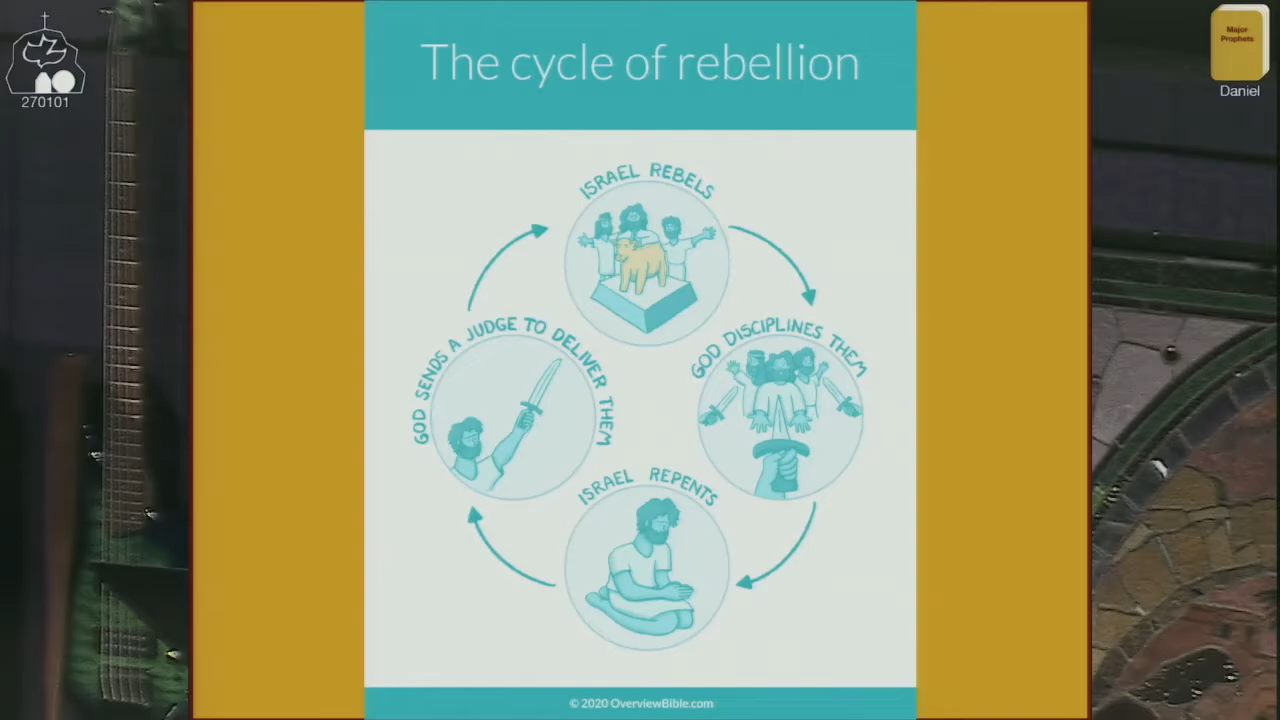 The cycle of rebellion
270101
Major
Prophets
Daniel
ISRAEL REBELS
GOD DISCIPLINES THEM
ISRAEL REPENTS
GOD SENDS A JUDGE TO DELIVER THEM
© 2020 OverviewBible.com